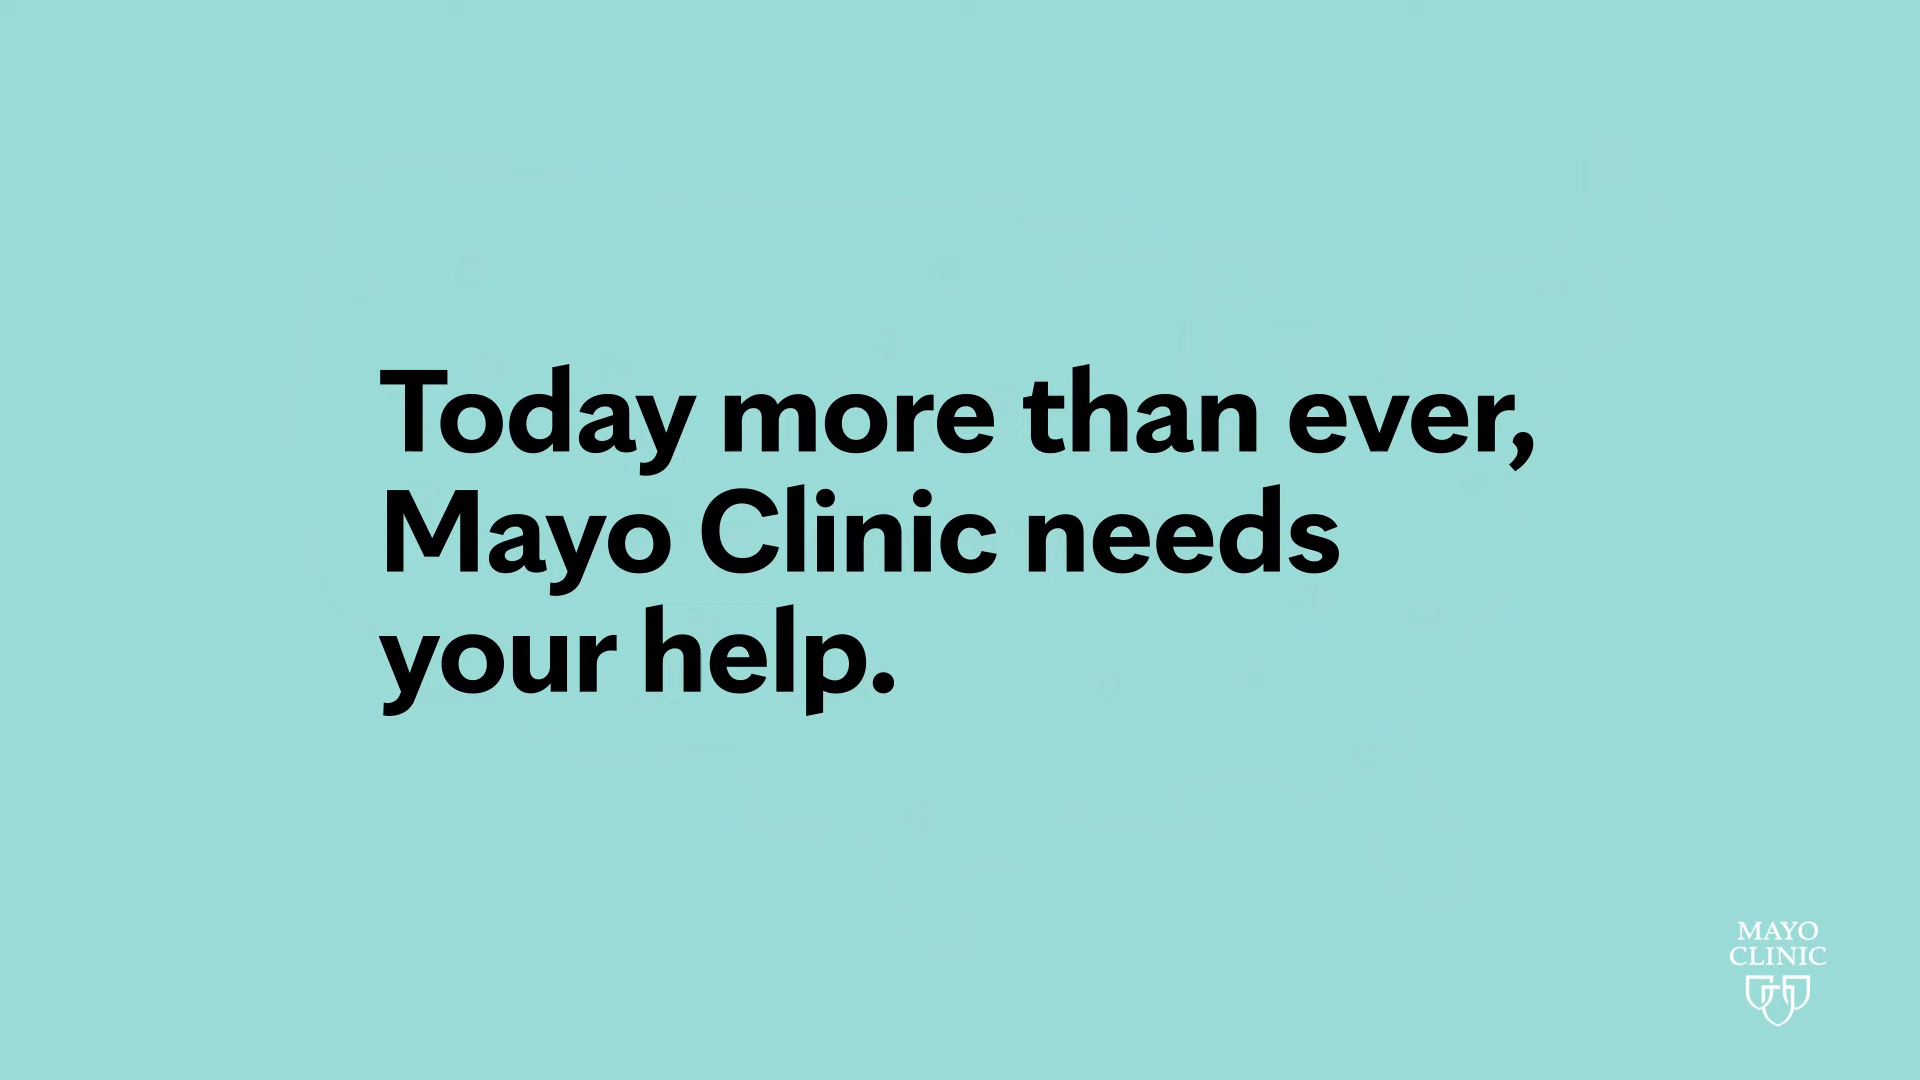 Today more than ever,
Mayo Clinic needs
your help.
MAYO
CLINIC